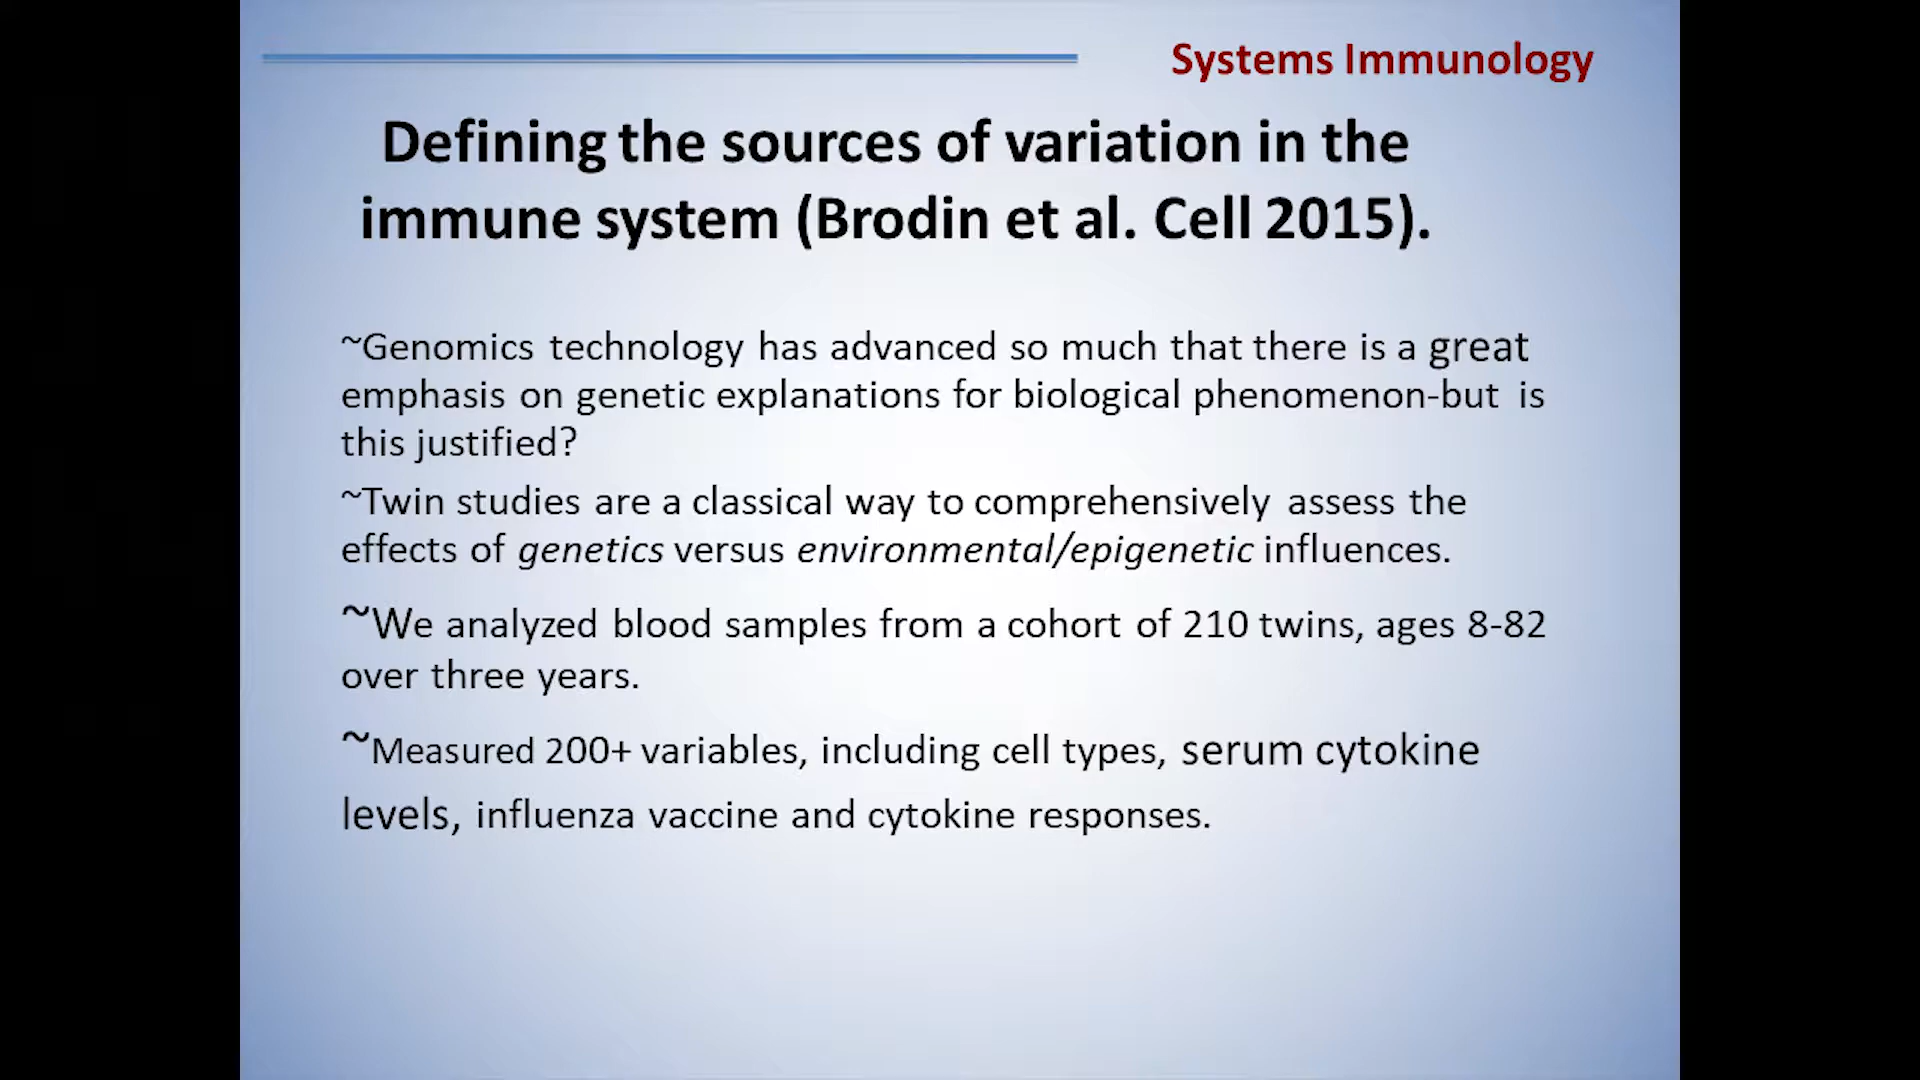 Systems Immunology
Defining the sources of variation in the
immune system (Brodin et al. Cell 2015).
~Genomics technology has advanced so much that there is a great
emphasis on genetic explanations for biological phenomenon-but is
this justified?
~Twin studies are a classical way to comprehensively assess the
effects of genetics versus environmental/epigenetic influences.
~We analyzed blood samples from a cohort of 210 twins, ages 8-82
over three years.
~Measured 200+ variables, including cell types, serum cytokine
levels, influenza vaccine and cytokine responses.